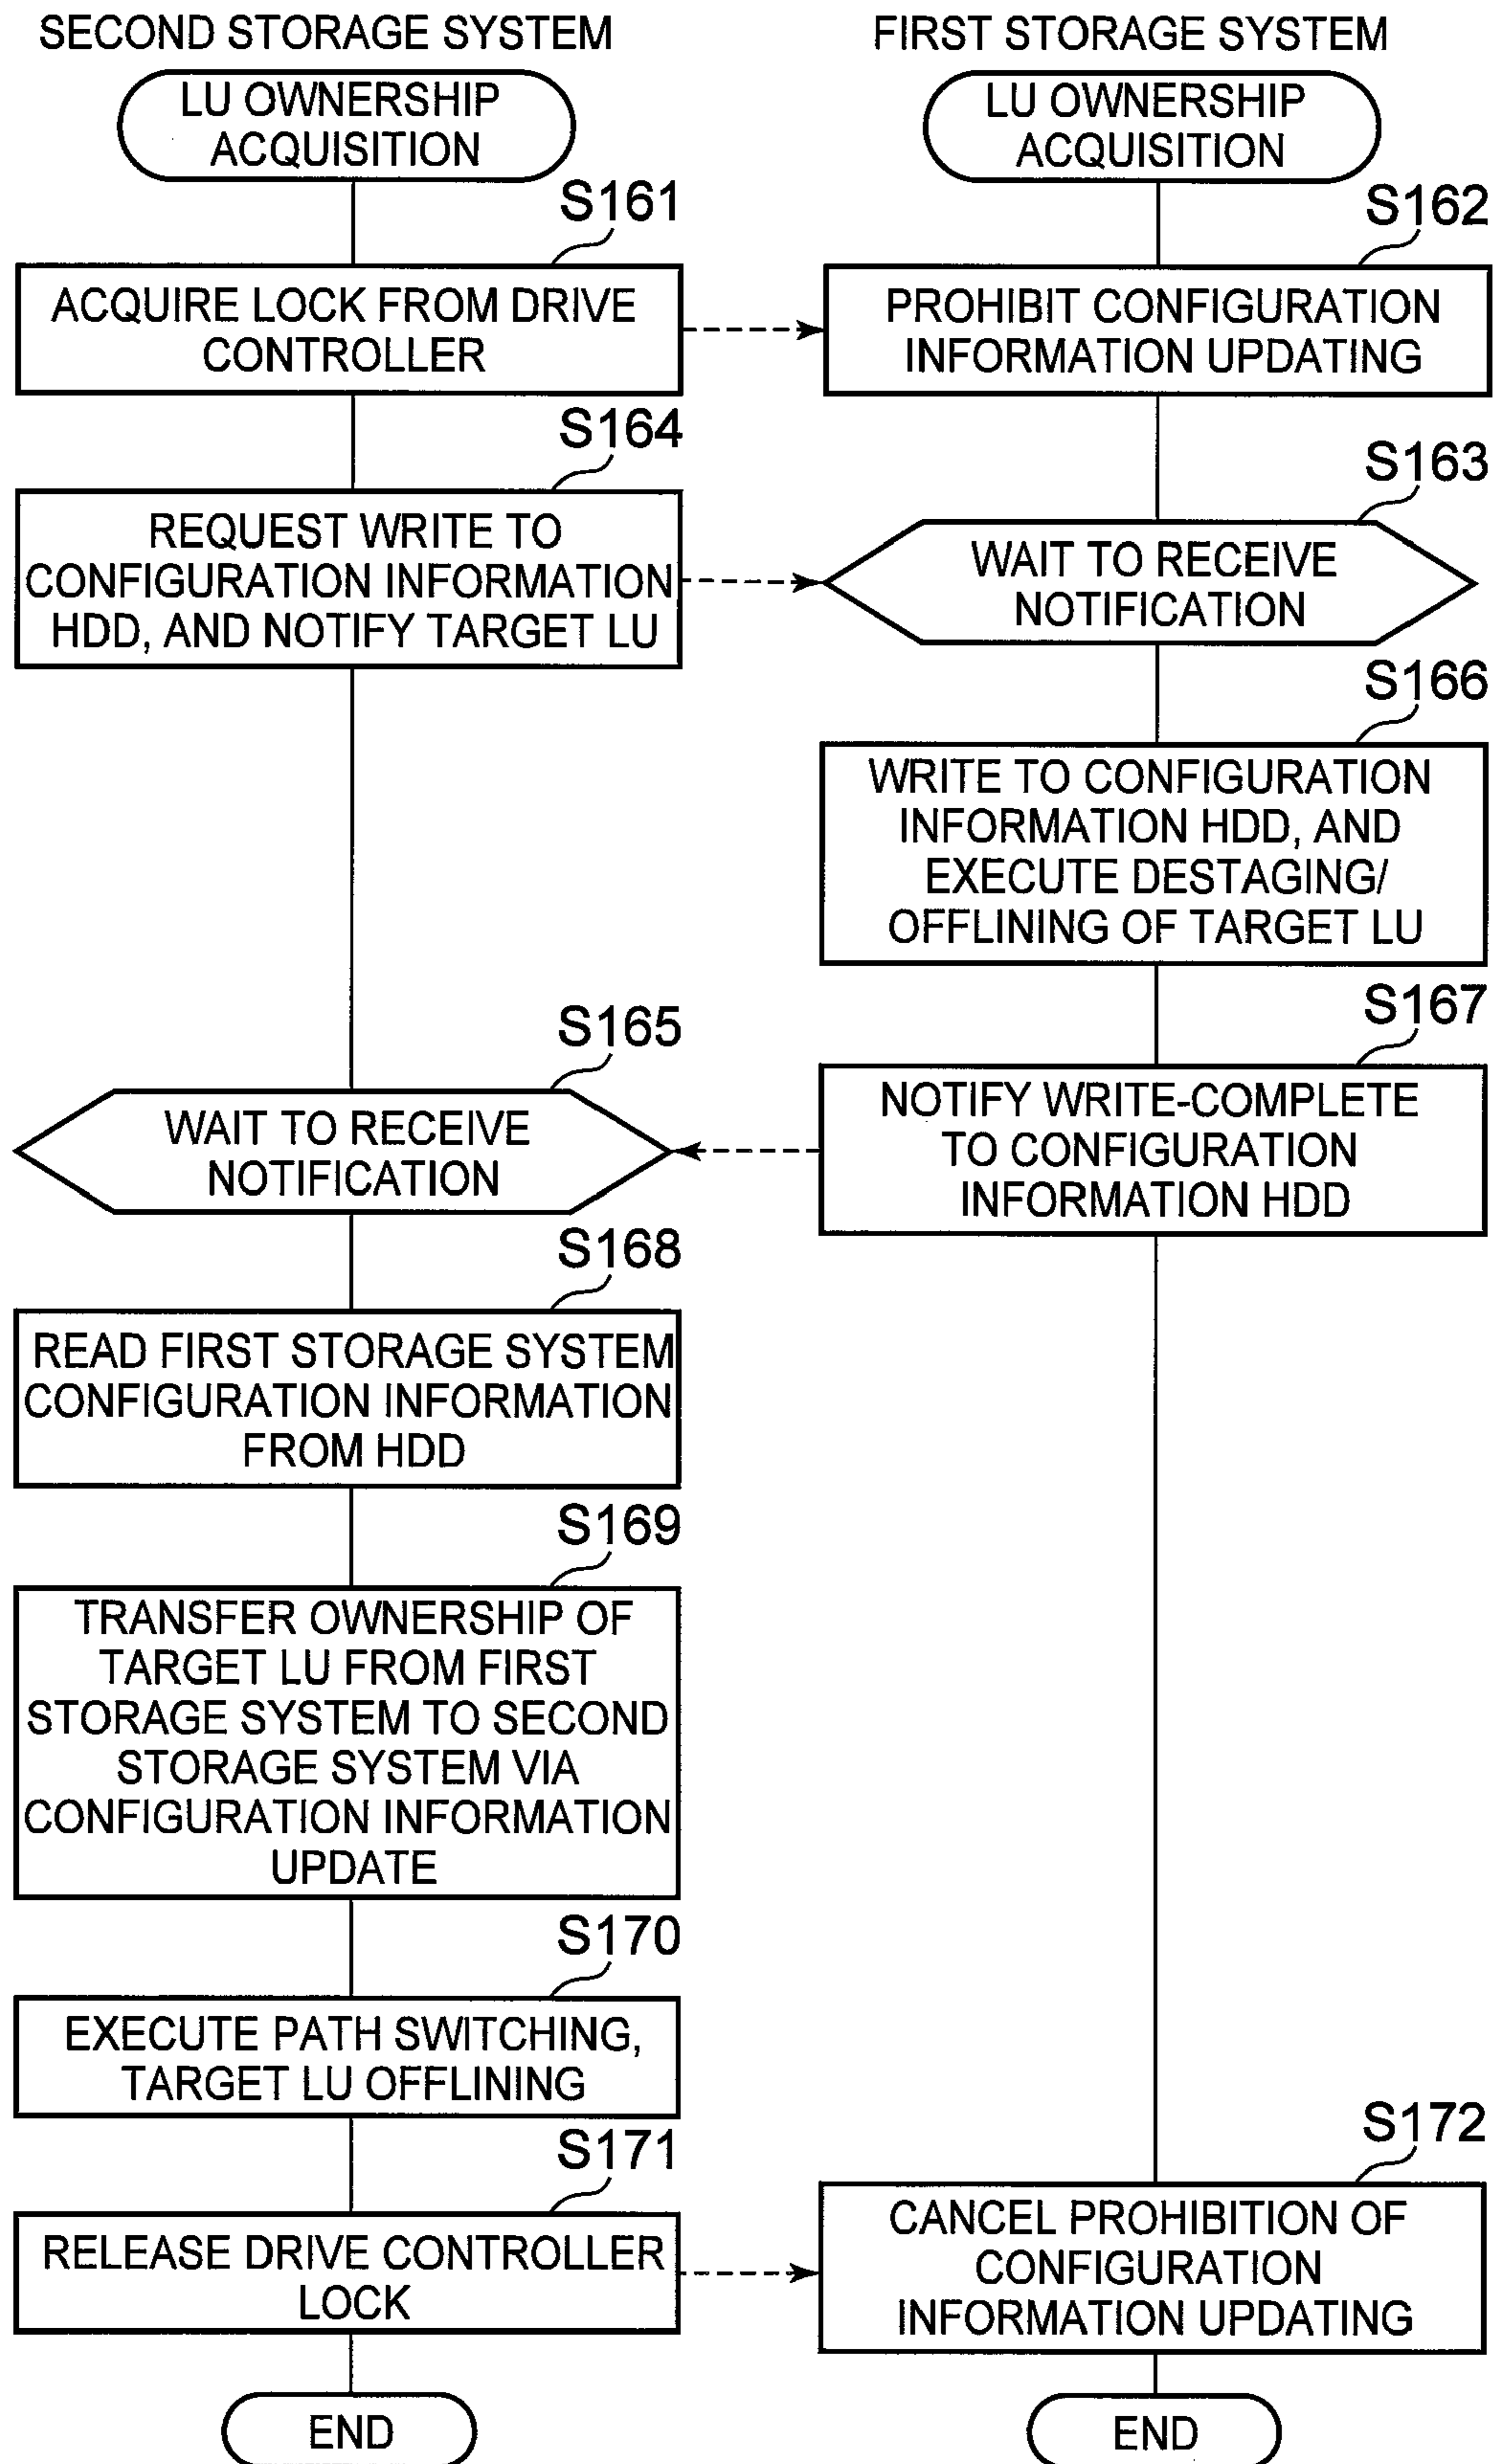 SECOND STORAGE SYSTEM
FIRST STORAGE SYSTEM
LU OWNERSHIP
ACQUISITION
LU OWNERSHIP
ACQUISITION
S161
S162
ACQUIRE LOCK FROM DRIVE
CONTROLLER
PROHIBIT CONFIGURATION
INFORMATION UPDATING
S164
S163
REQUEST WRITE TO
CONFIGURATION INFORMATION
HDD, AND NOTIFY TARGET LU
WAIT TO RECEIVE
NOTIFICATION
S166
WRITE TO CONFIGURATION
INFORMATION HDD, AND
EXECUTE DESTAGING/
OFFLINING OF TARGET LU
S165
S167
WAIT TO RECEIVE
NOTIFICATION
NOTIFY WRITE-COMPLETE
TO CONFIGURATION
INFORMATION HDD
S168
READ FIRST STORAGE SYSTEM
CONFIGURATION INFORMATION
FROM HDD
S169
TRANSFER OWNERSHIP OF
TARGET LU FROM FIRST
STORAGE SYSTEM TO SECOND
STORAGE SYSTEM VIA
CONFIGURATION INFORMATION
UPDATE
S170
EXECUTE PATH SWITCHING,
TARGET LU OFFLINING
S171
S172
RELEASE DRIVE CONTROLLER
LOCK
CANCEL PROHIBITION OF
CONFIGURATION
INFORMATION UPDATING
END
END